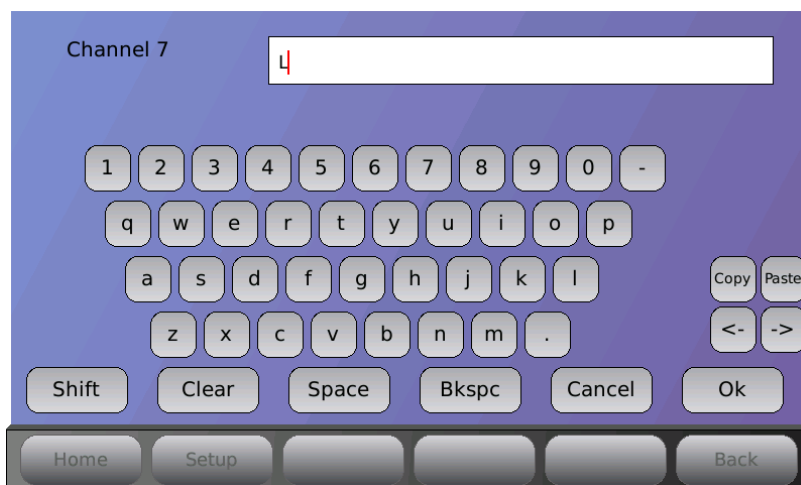 Channel 7
L
1 2 3 4 5 6 7 8 9 0 -
q w e r t y u i o p
a s d f g h j k l
Copy Paste
z x c v b n m .
<- ->
Shift Clear Space Bkspc Cancel Ok
Home Setup Back